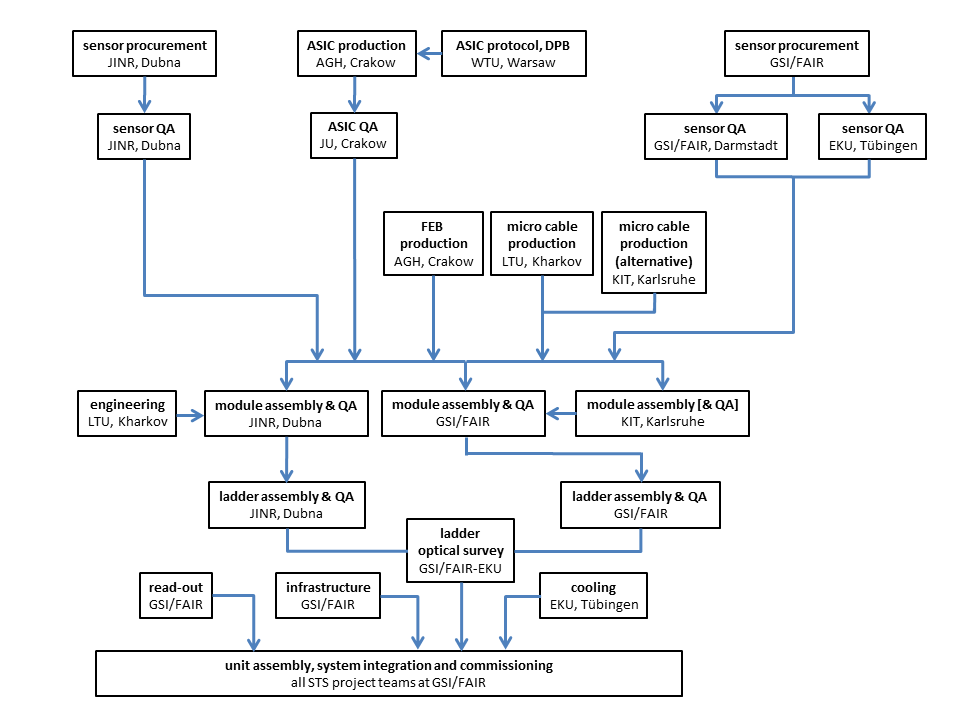 sensor procurement
JINR, Dubna
ASIC production
AGH, Crakow
ASIC protocol, DPB
WTU, Warsaw
sensor procurement
GSI/FAIR
sensor QA
JINR, Dubna
ASIC QA
JU, Crakow
sensor QA
GSI/FAIR, Darmstadt
sensor QA
EKU, Tübingen
FEB
production
AGH, Crakow
micro cable
production
LTU, Kharkov
micro cable
production
(alternative)
KIT, Karlsruhe
engineering
LTU, Kharkov
module assembly & QA
JINR, Dubna
module assembly & QA
GSI/FAIR
module assembly [& QA]
KIT, Karlsruhe
ladder assembly & QA
JINR, Dubna
ladder assembly & QA
GSI/FAIR
ladder
optical survey
GSI/FAIR-EKU
read-out
GSI/FAIR
infrastructure
GSI/FAIR
cooling
EKU, Tübingen
unit assembly, system integration and commissioning
all STS project teams at GSI/FAIR